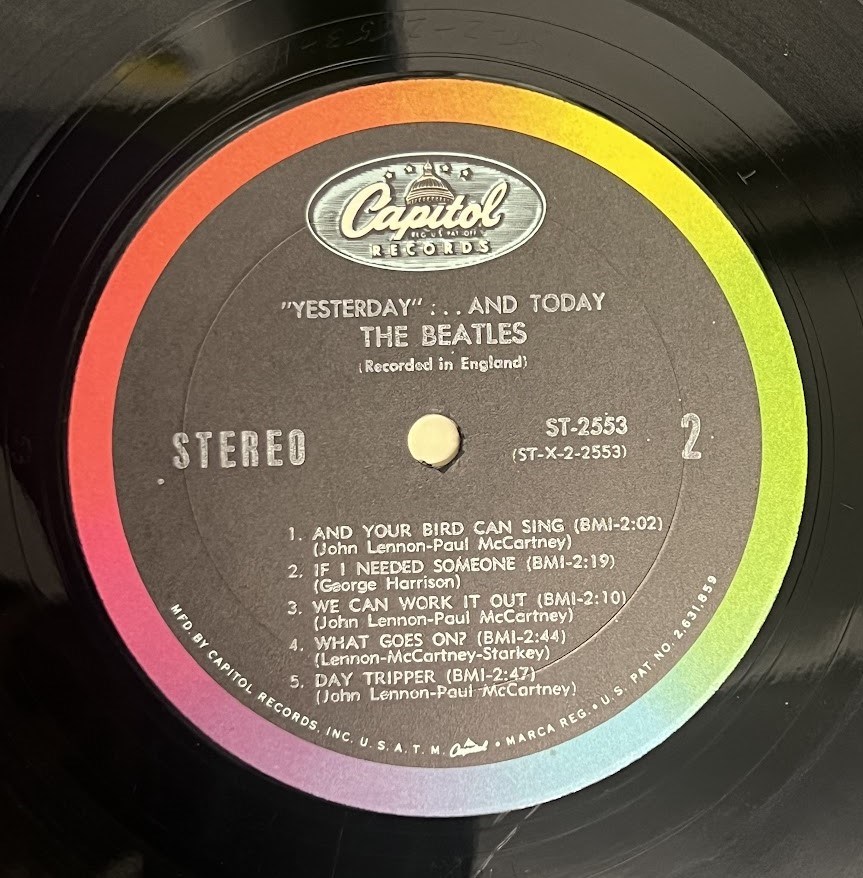 Capitol
REG. U.S. PAT. OFF.
RECORDS
"YESTERDAY" ... AND TODAY
THE BEATLES
(Recorded in England)
STEREO
ST-2553
(ST-X-2-2553)
2
1. AND YOUR BIRD CAN SING (BMI-2:02)
(John Lennon-Paul McCartney)
2. IF I NEEDED SOMEONE (BMI-2:19)
(George Harrison)
3. WE CAN WORK IT OUT (BMI-2:10)
(John Lennon-Paul McCartney)
4. WHAT GOES ON? (BMI-2:44)
(Lennon-McCartney-Starkey)
5. DAY TRIPPER (BMI-2:47)
(John Lennon-Paul McCartney)
MFD. BY CAPITOL RECORDS, INC. U. S. A. T. M. Capitol • MARCA REG. • U. S. PAT. NO. 2,631,859